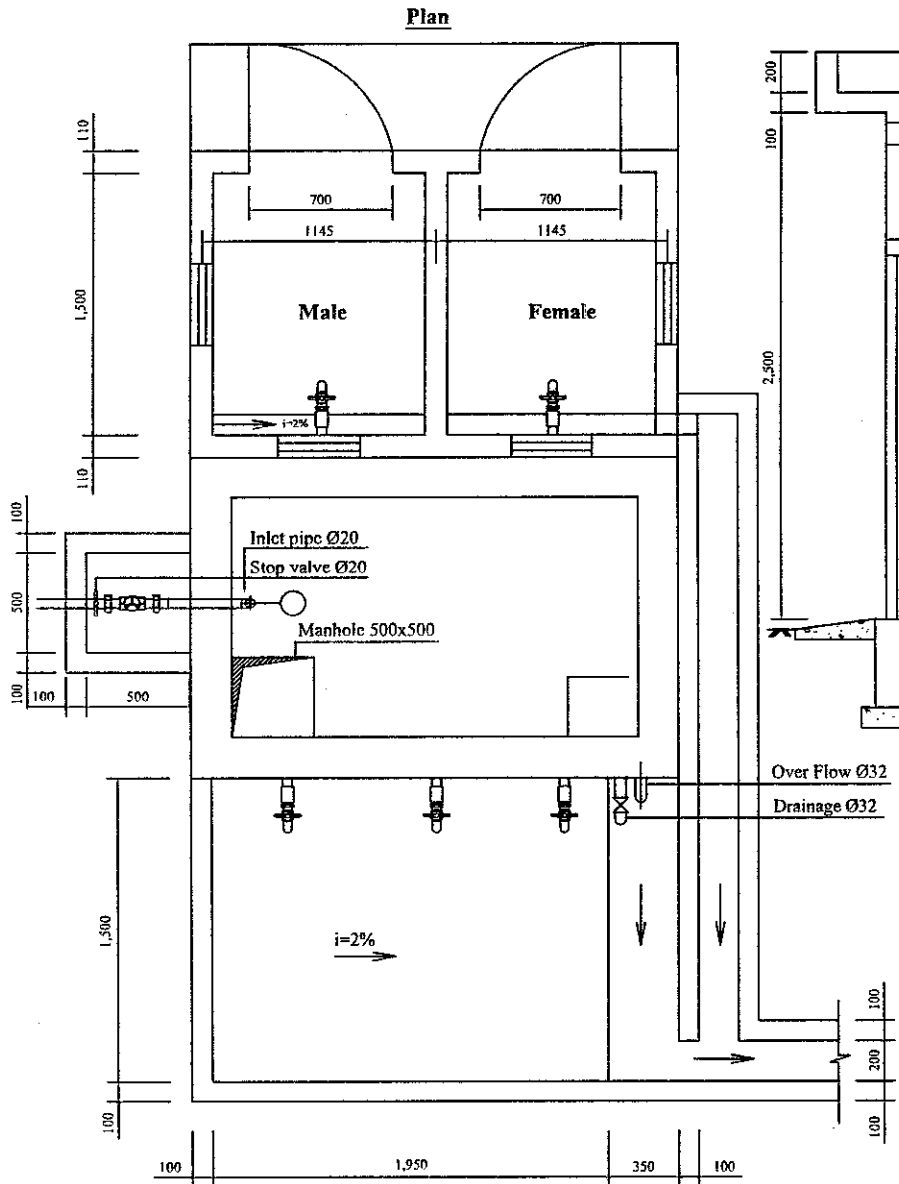 Plan
200
110
100
700
700
1145
1145
1,500
Male
Female
2,500
i=2%
110
100
Inlet pipe Ø20
Stop valve Ø20
500
Manhole 500x500
100
100
500
Over Flow Ø32
Drainage Ø32
1,500
i=2%
100
200
100
100
100
1,950
350
100